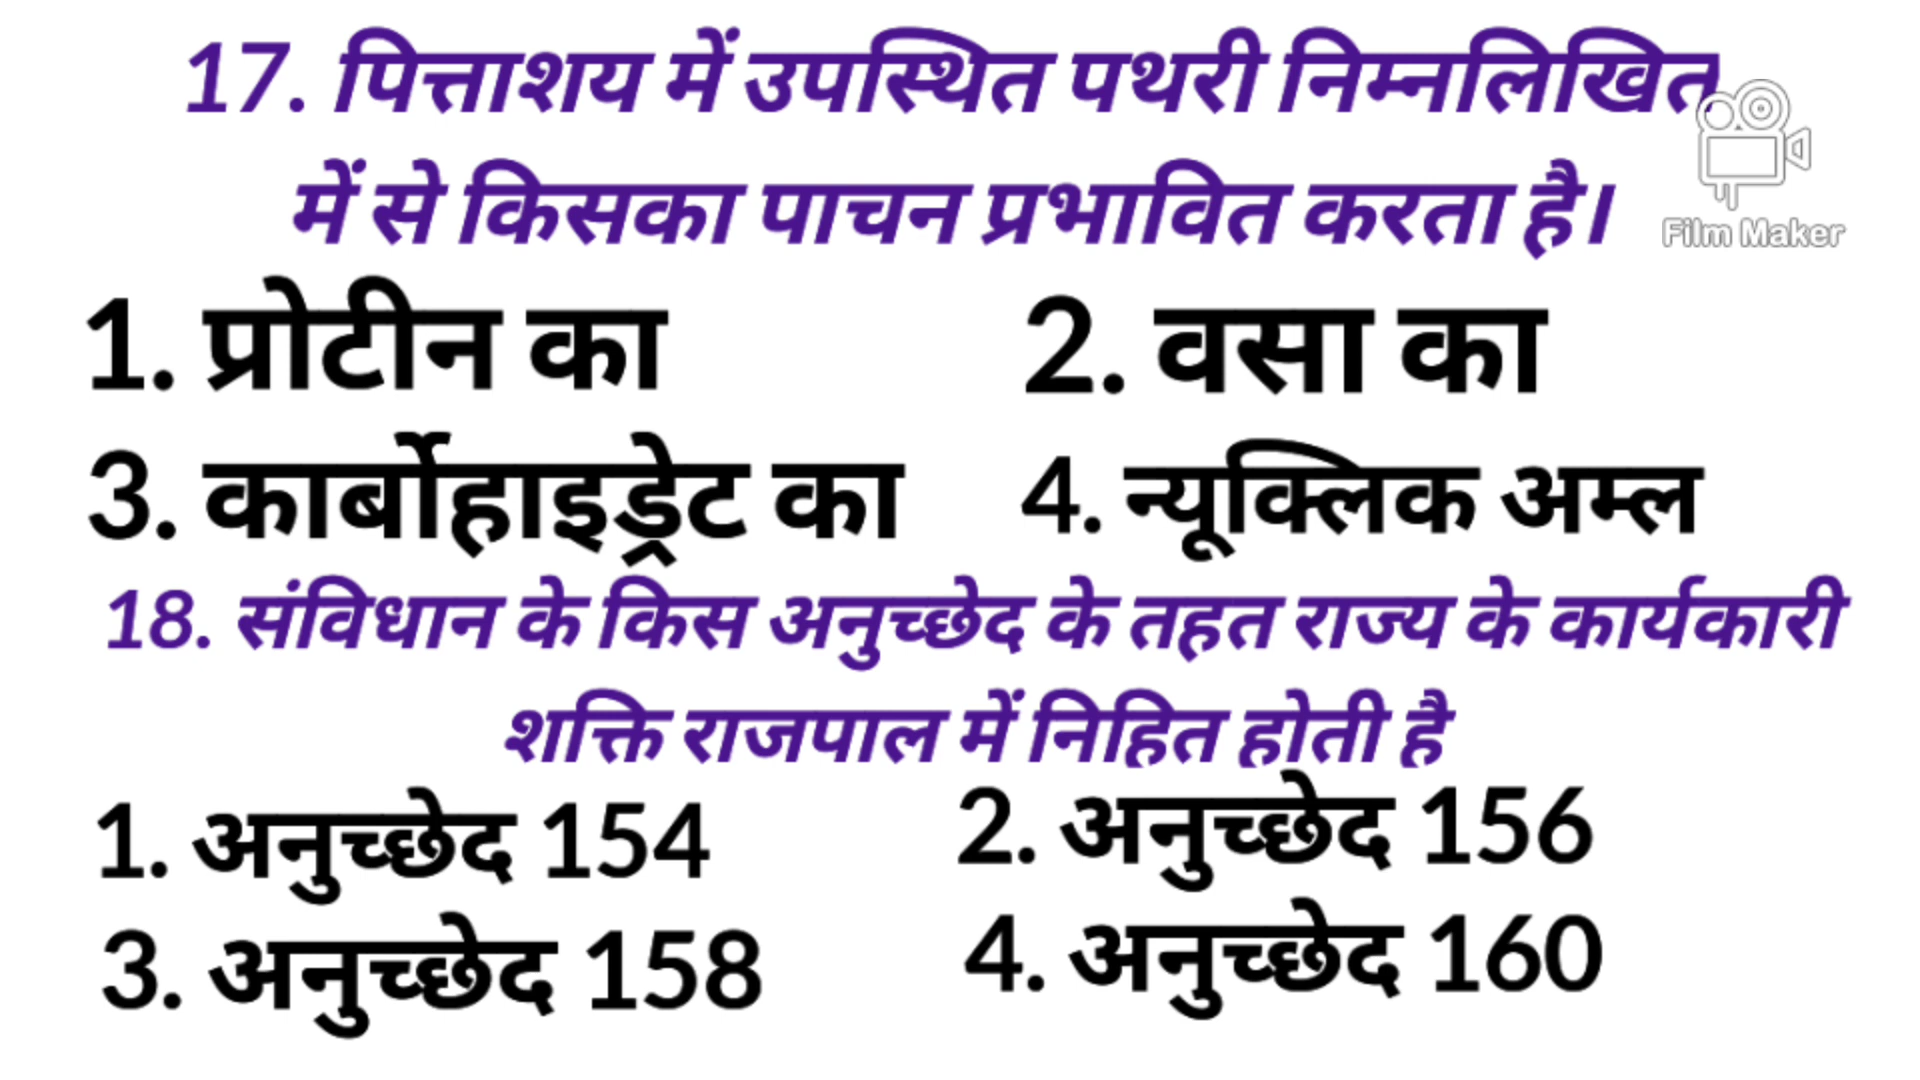 17. पित्ताशय में उपस्थित पथरी निम्नलिखित
में से किसका पाचन प्रभावित करता है।
Film Maker
1. प्रोटीन का 2. वसा का
3. कार्बोहाइड्रेट का 4. न्यूक्लिक अम्ल
18. संविधान के किस अनुच्छेद के तहत राज्य के कार्यकारी
शक्ति राजपाल में निहित होती है
1. अनुच्छेद 154 2. अनुच्छेद 156
3. अनुच्छेद 158 4. अनुच्छेद 160